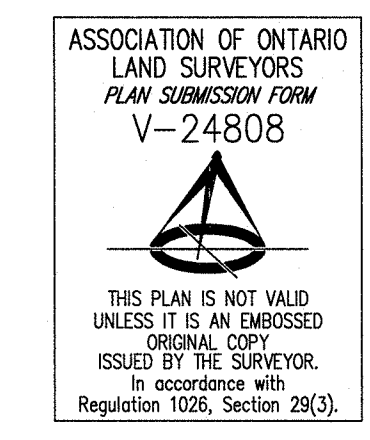 ASSOCIATION OF ONTARIO
LAND SURVEYORS
PLAN SUBMISSION FORM
V-24808
THIS PLAN IS NOT VALID
UNLESS IT IS AN EMBOSSED
ORIGINAL COPY
ISSUED BY THE SURVEYOR.
In accordance with
Regulation 1026, Section 29(3).